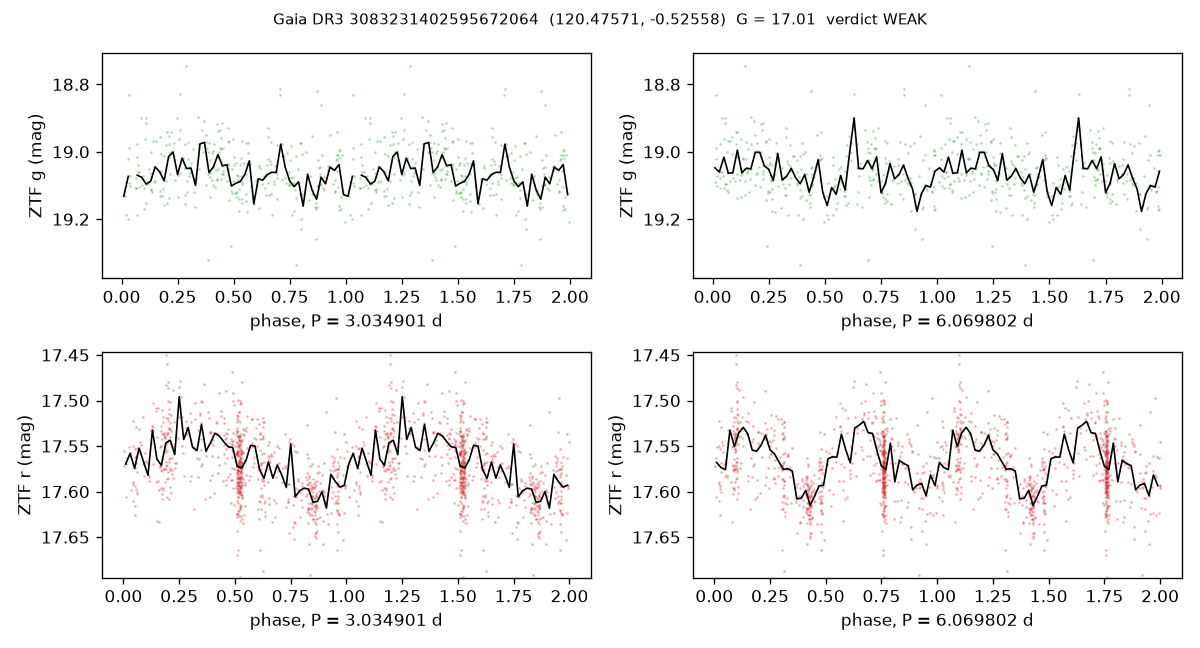 Gaia DR3 3083231402595672064 (120.47571, -0.52558) G = 17.01 verdict WEAK
ZTF g (mag)
18.8
19.0
19.2
0.00 0.25 0.50 0.75 1.00 1.25 1.50 1.75 2.00
phase, P = 3.034901 d
ZTF g (mag)
18.8
19.0
19.2
0.00 0.25 0.50 0.75 1.00 1.25 1.50 1.75 2.00
phase, P = 6.069802 d
ZTF r (mag)
17.45
17.50
17.55
17.60
17.65
0.00 0.25 0.50 0.75 1.00 1.25 1.50 1.75 2.00
phase, P = 3.034901 d
ZTF r (mag)
17.45
17.50
17.55
17.60
17.65
0.00 0.25 0.50 0.75 1.00 1.25 1.50 1.75 2.00
phase, P = 6.069802 d